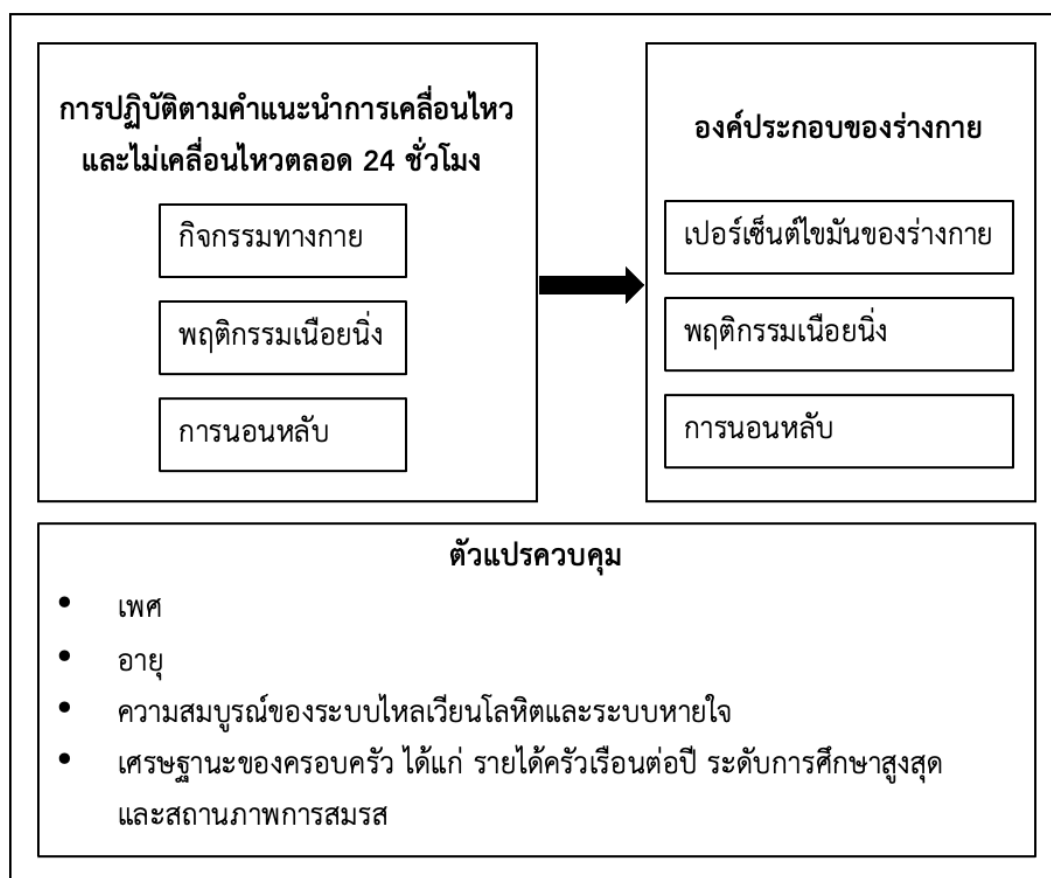 การปฏิบัติตามคำแนะนำการเคลื่อนไหว
และไม่เคลื่อนไหวตลอด 24 ชั่วโมง
กิจกรรมทางกาย
พฤติกรรมเนือยนิ่ง
การนอนหลับ
องค์ประกอบของร่างกาย
เปอร์เซ็นต์ไขมันของร่างกาย
พฤติกรรมเนือยนิ่ง
การนอนหลับ
ตัวแปรควบคุม
• เพศ
• อายุ
• ความสมบูรณ์ของระบบไหลเวียนโลหิตและระบบหายใจ
• เศรษฐานะของครอบครัว ได้แก่ รายได้ครัวเรือนต่อปี ระดับการศึกษาสูงสุด
และสถานภาพการสมรส